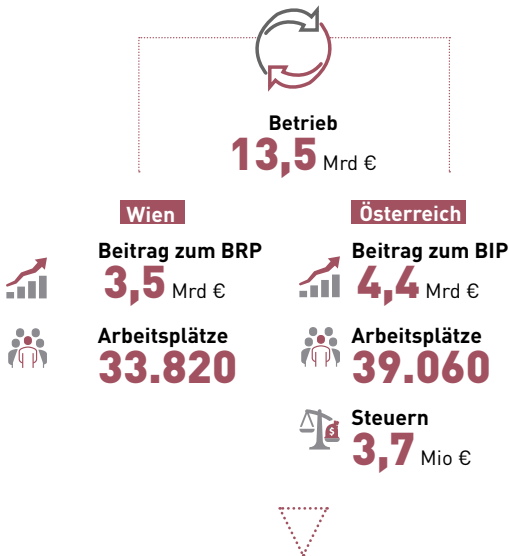 Betrieb
13,5 Mrd €
Wien
Beitrag zum BRP
3,5 Mrd €
Arbeitsplätze
33.820
Österreich
Beitrag zum BIP
4,4 Mrd €
Arbeitsplätze
39.060
Steuern
$
3,7 Mio €